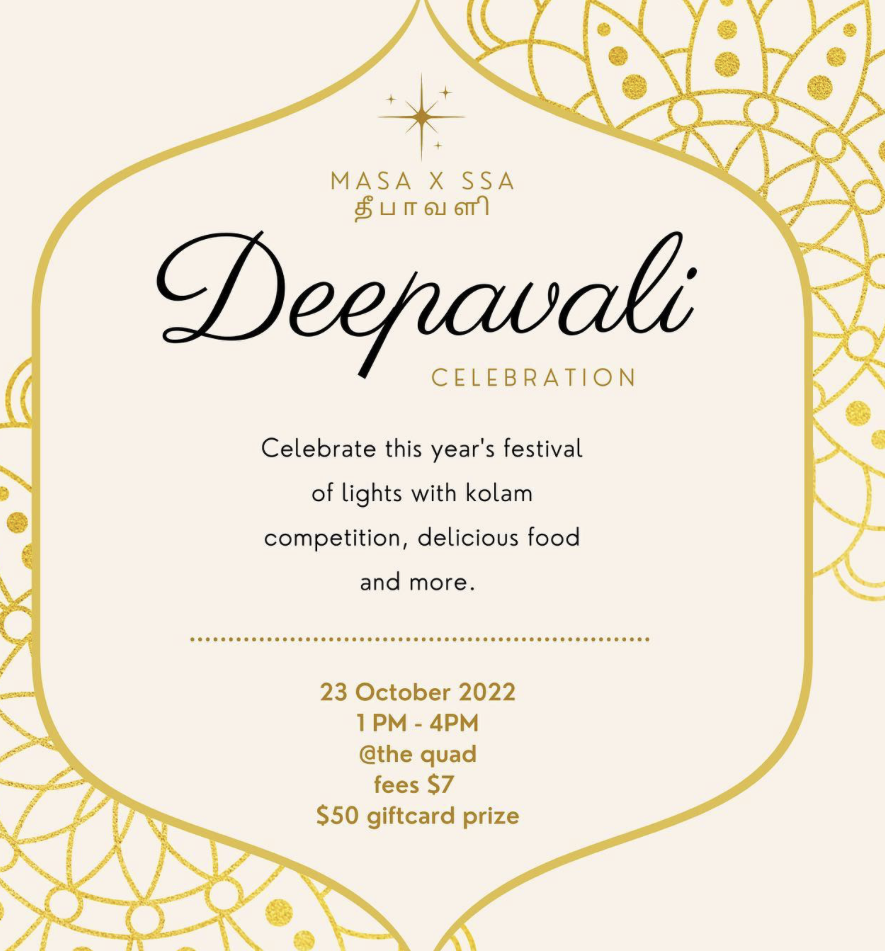 MASA X SSA
தீபாவளி
Deepavali
CELEBRATION
Celebrate this year's festival
of lights with kolam
competition, delicious food
and more.
23 October 2022
1 PM - 4PM
@the quad
fees $7
$50 giftcard prize